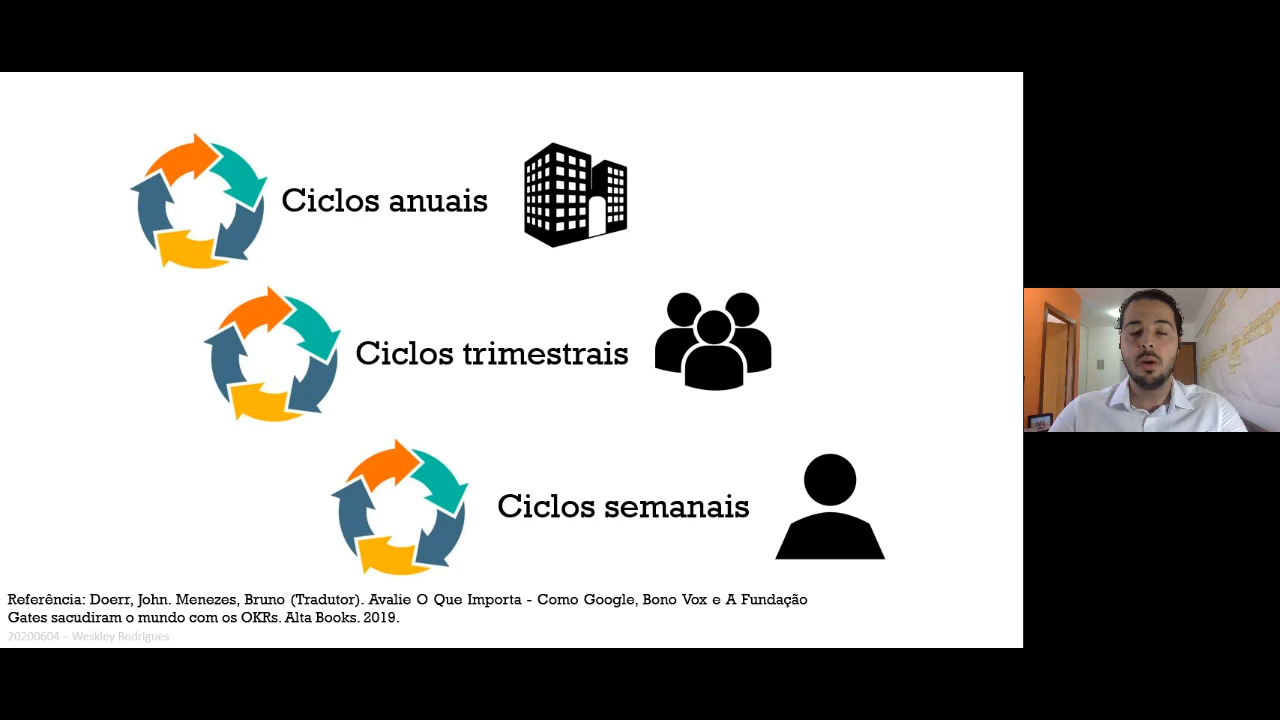 Ciclos anuais
Ciclos trimestrais
Ciclos semanais
Referência: Doerr, John. Menezes, Bruno (Tradutor). Avalie O Que Importa - Como Google, Bono Vox e A Fundação
Gates sacudiram o mundo com os OKRs. Alta Books. 2019.
20200604 – Weskley Rodrigues